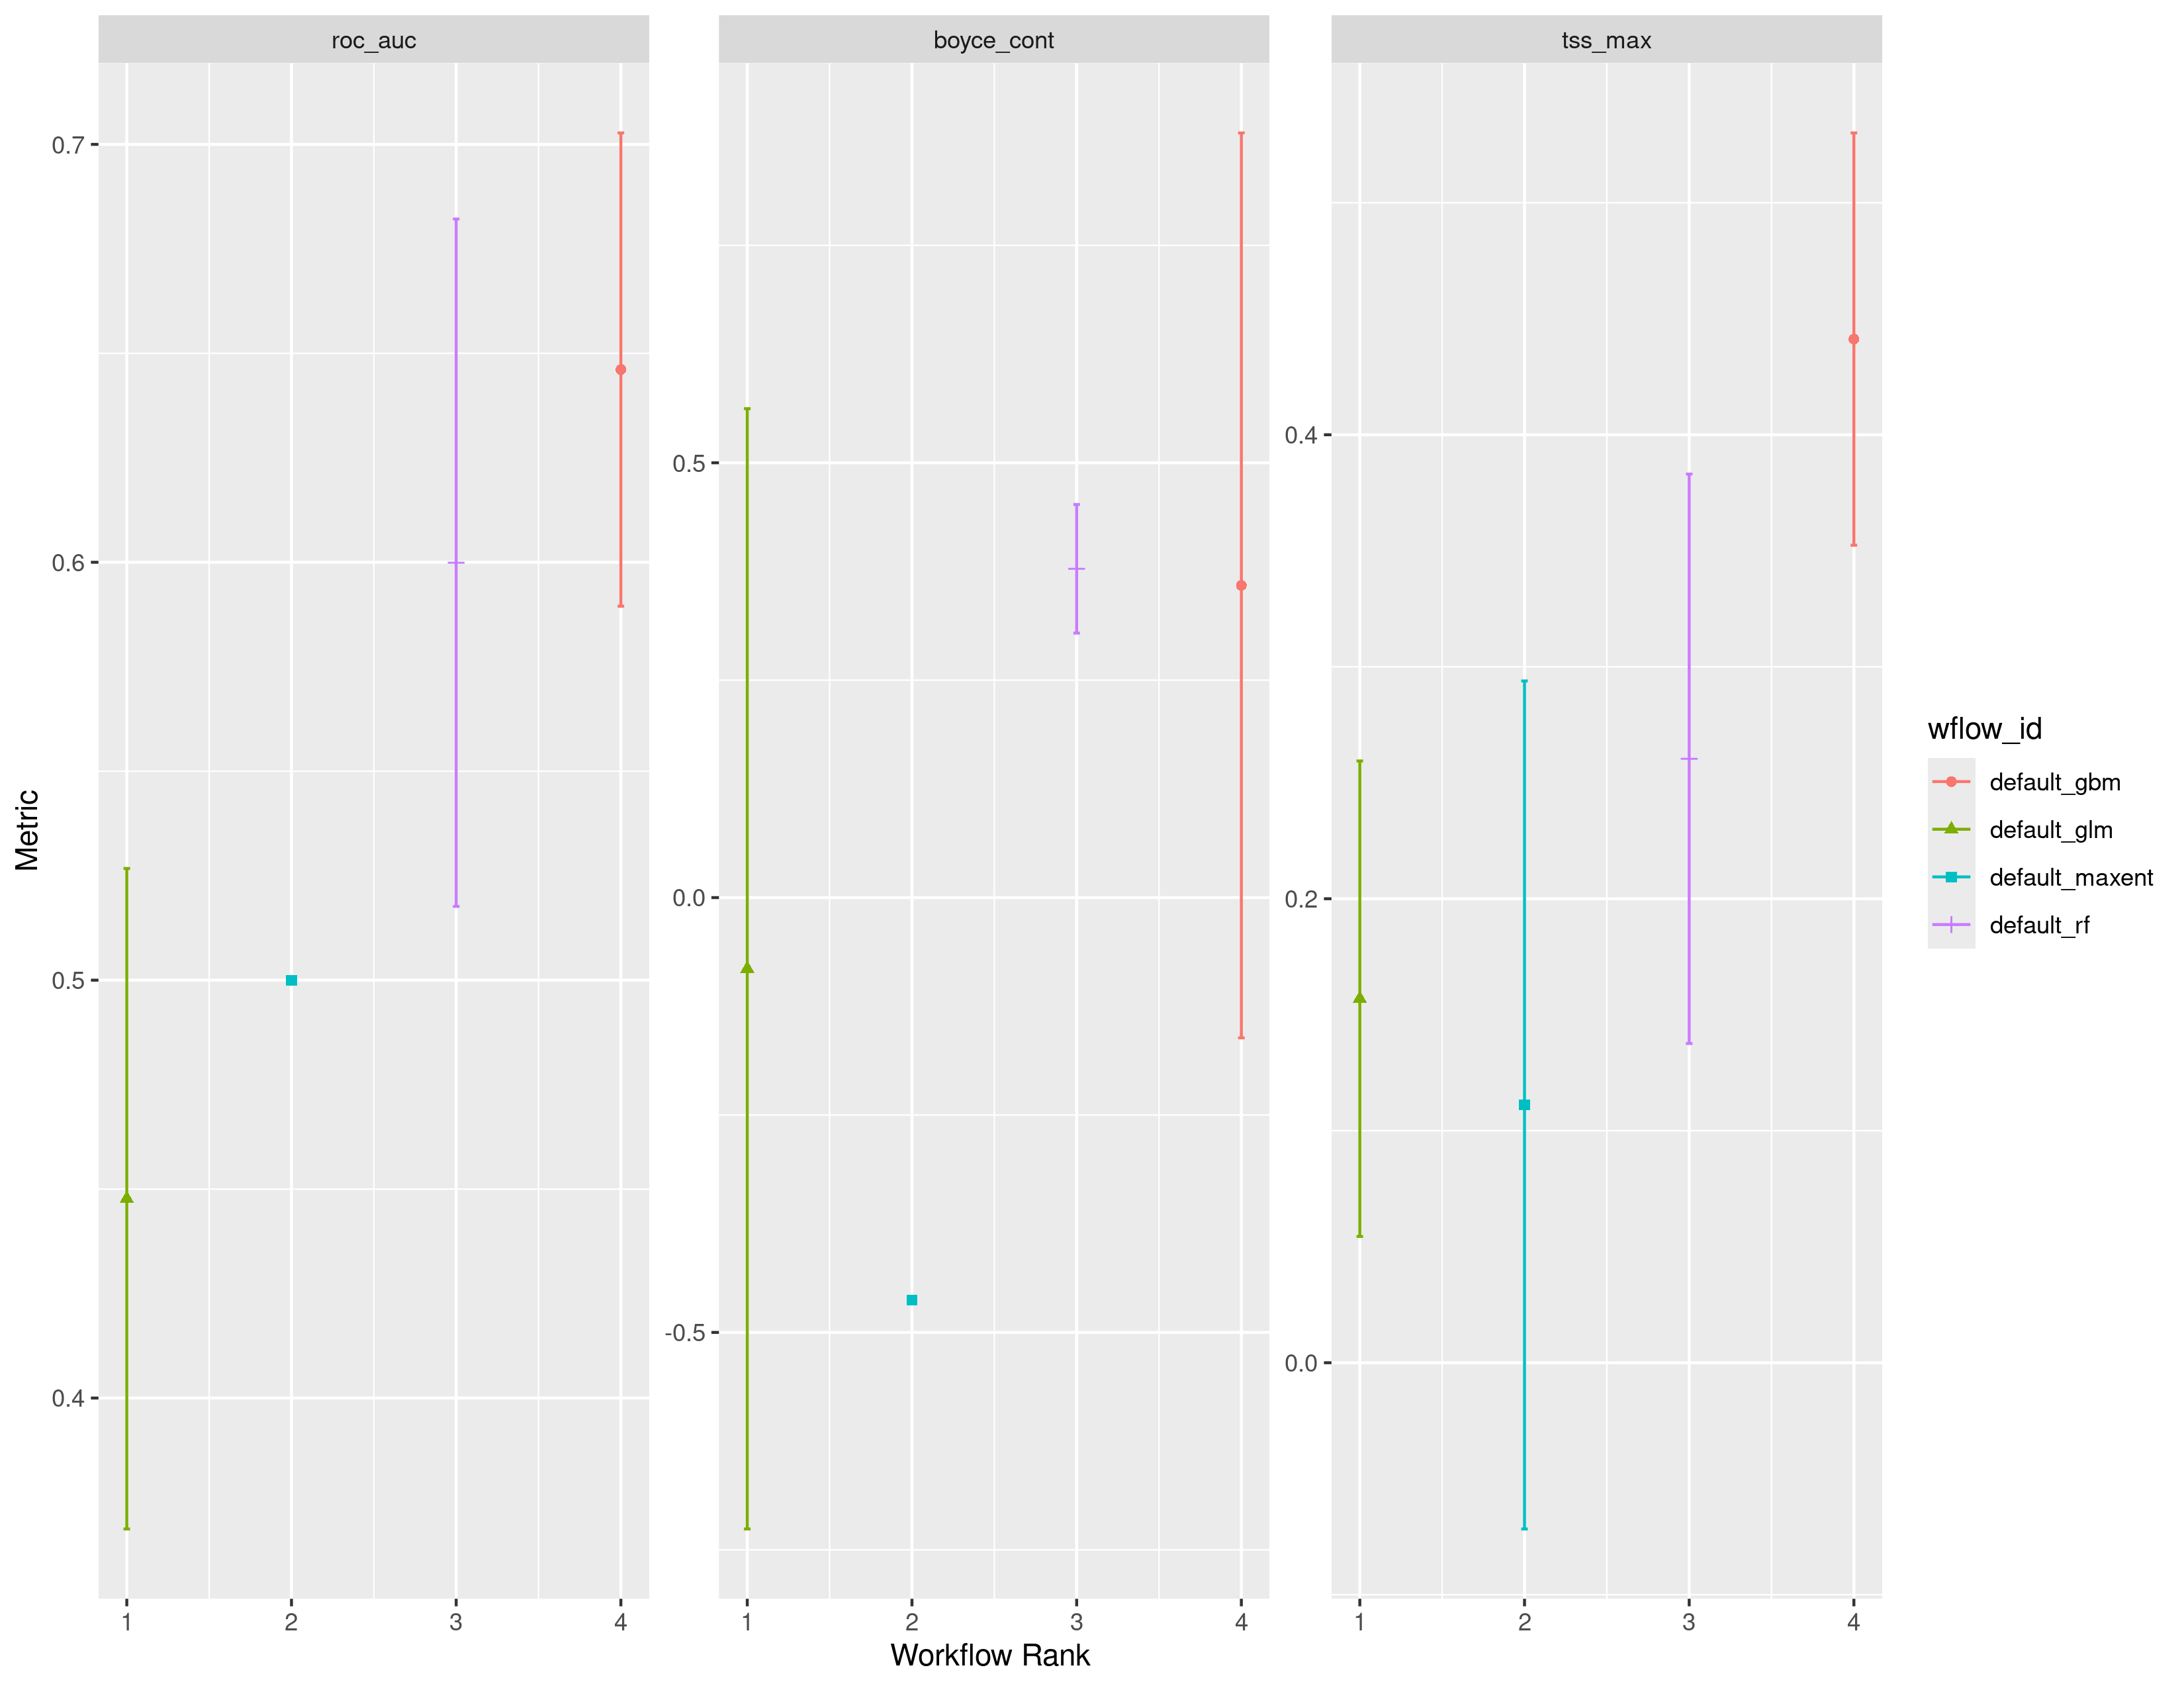 roc_auc
boyce_cont
tss_max
Metric
0.7
0.6
0.5
0.4
0.5
0.0
-0.5
0.4
0.2
0.0
1 2 3 4
1 2 3 4
1 2 3 4
Workflow Rank
wflow_id
default_gbm
default_glm
default_maxent
default_rf